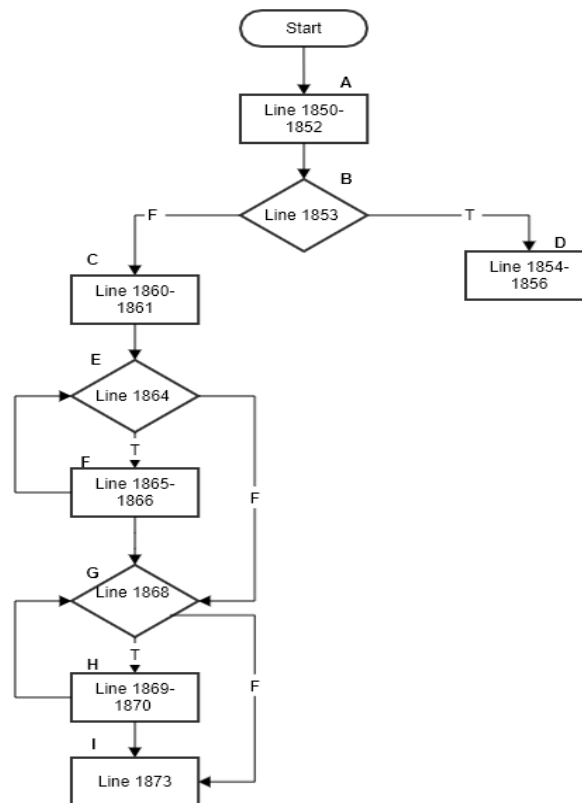 Start
A
Line 1850-
1852
B
Line 1853
F
T
D
Line 1854-
1856
C
Line 1860-
1861
E
Line 1864
T
F
Line 1865-
1866
F
G
Line 1868
T
F
H
Line 1869-
1870
I
Line 1873